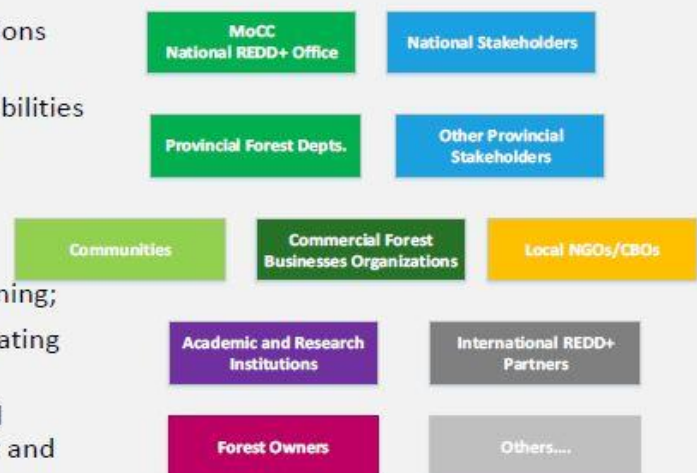 ons
bilities
ning;
ating
and
MoCC
National REDD+ Office
National Stakeholders
Provincial Forest Depts.
Other Provincial
Stakeholders
Communities
Commercial Forest
Businesses Organizations
Local NGOs/CBOs
Academic and Research
Institutions
International REDD+
Partners
Forest Owners
Others....